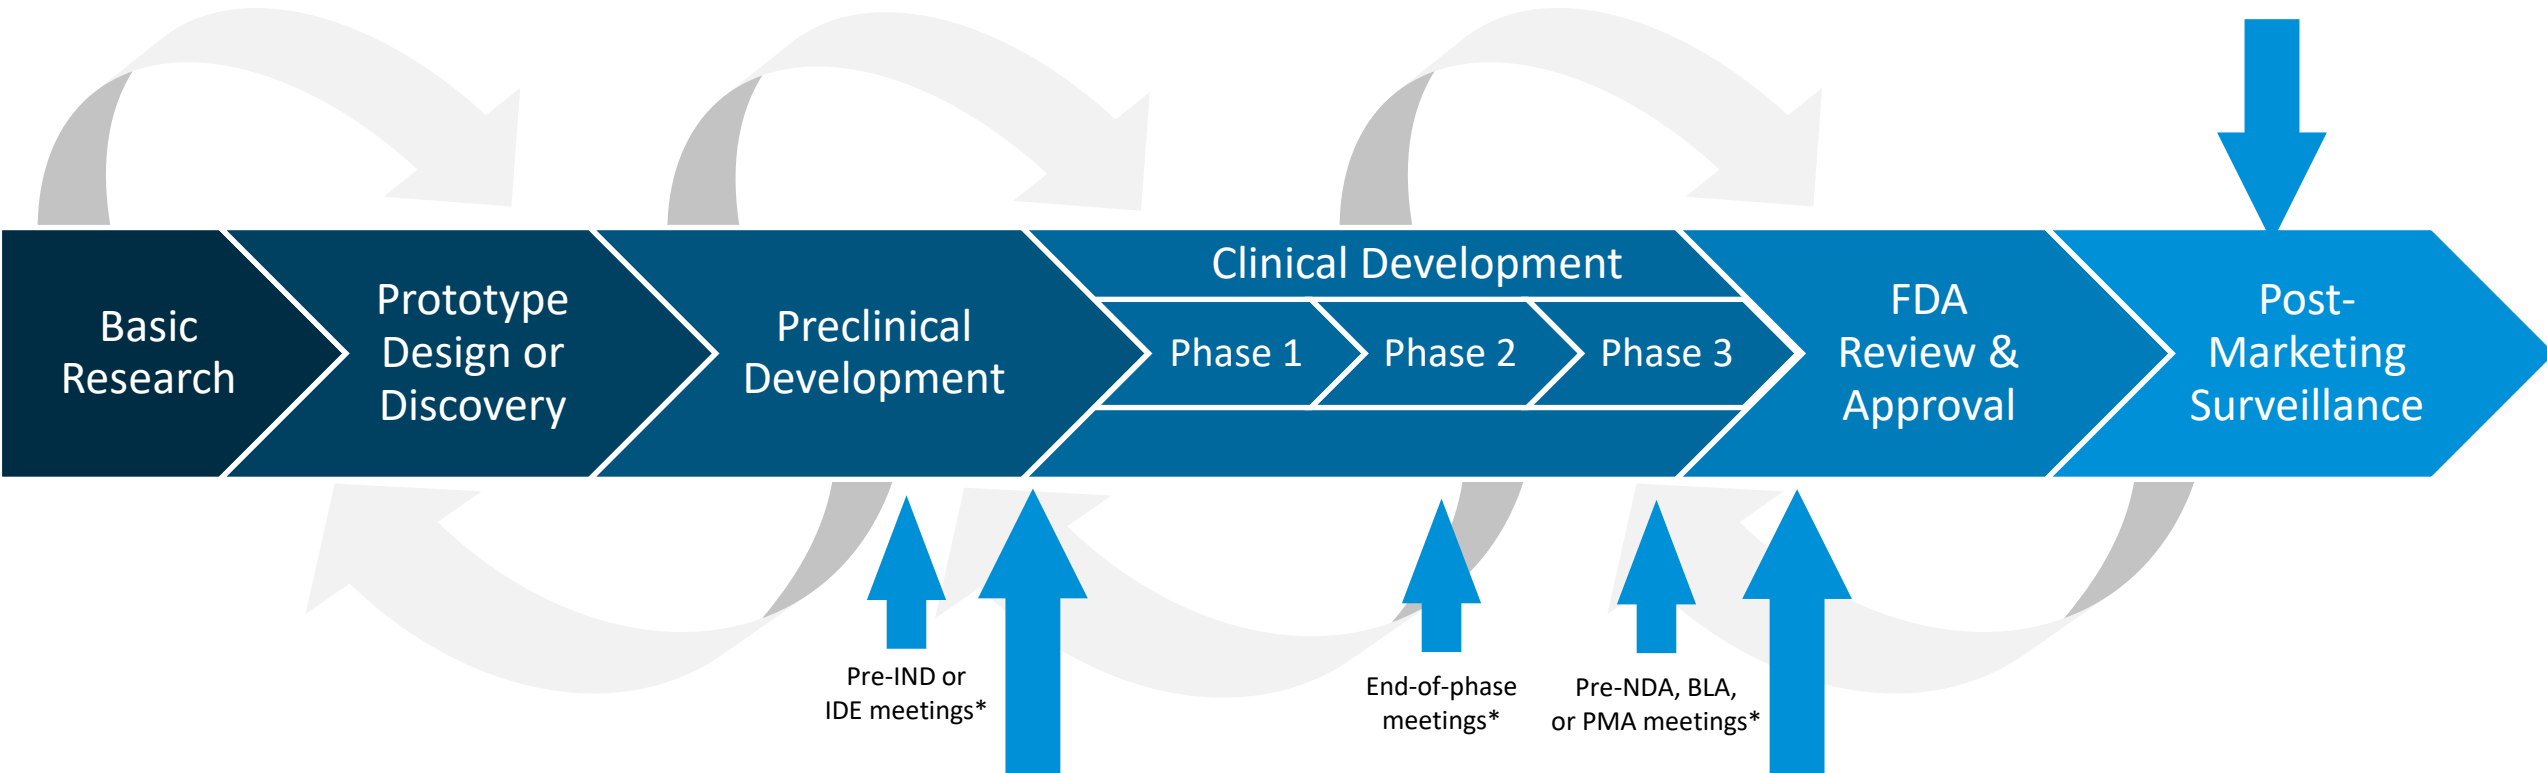 Basic
Research
Prototype
Design or
Discovery
Preclinical
Development
Clinical Development
Phase 1
Phase 2
Phase 3
FDA
Review &
Approval
Post-
Marketing
Surveillance
Pre-IND or
IDE meetings*
End-of-phase
meetings*
Pre-NDA, BLA,
or PMA meetings*